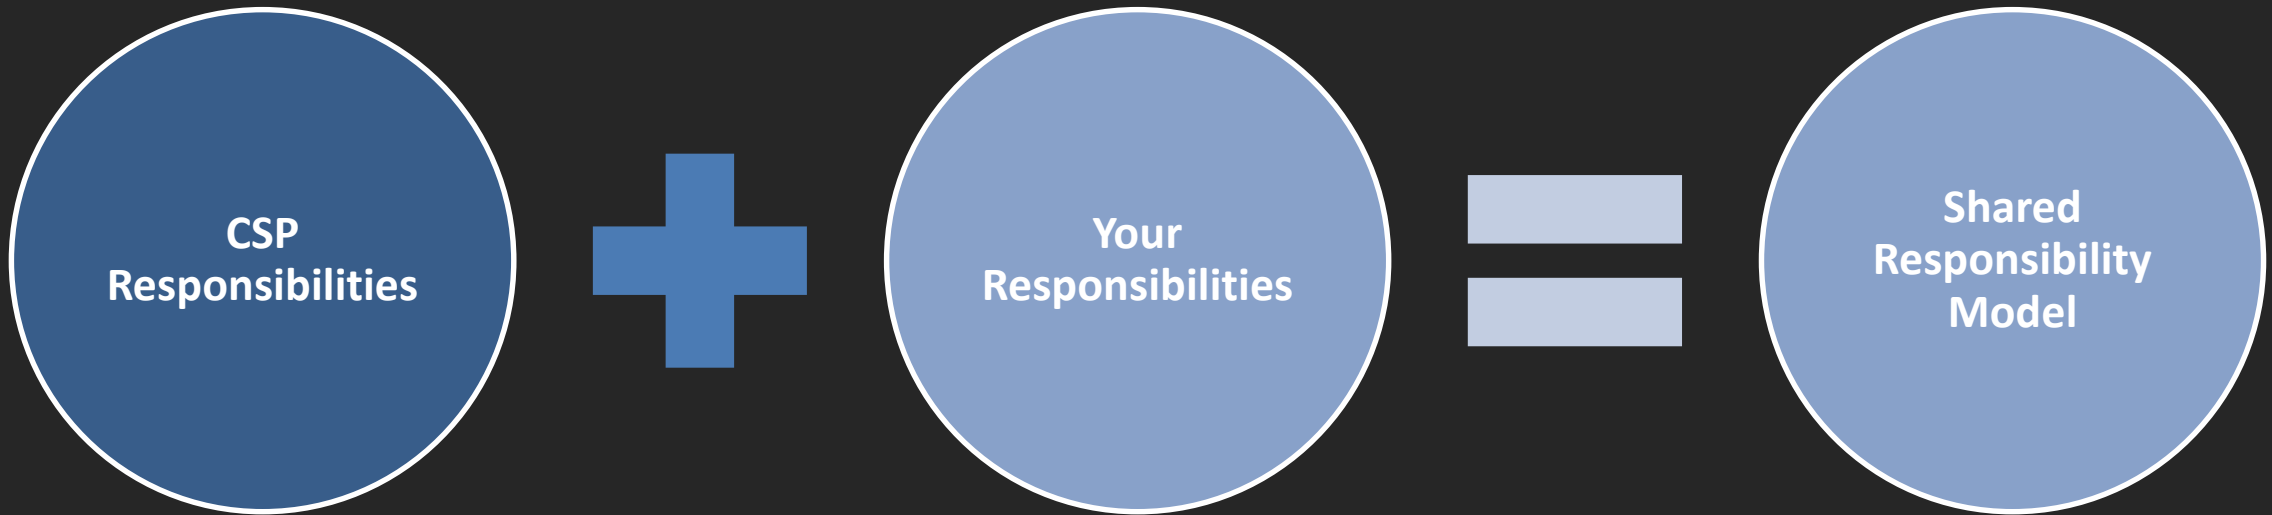 CSP
Responsibilities
Your
Responsibilities
Shared
Responsibility
Model